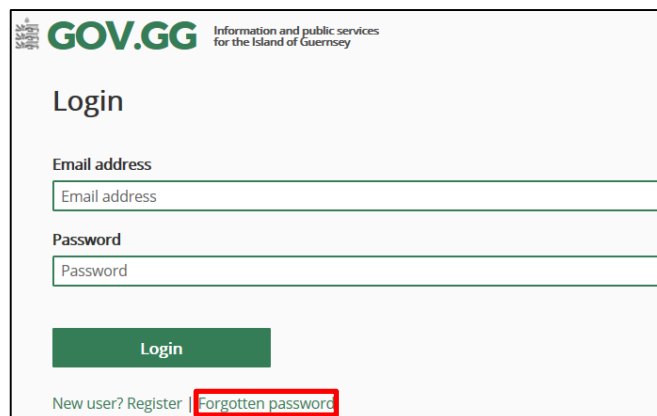 GOV.GG Information and public services
for the Island of Guernsey
Login
Email address
Email address
Password
Password
Login
New user? Register | Forgotten password